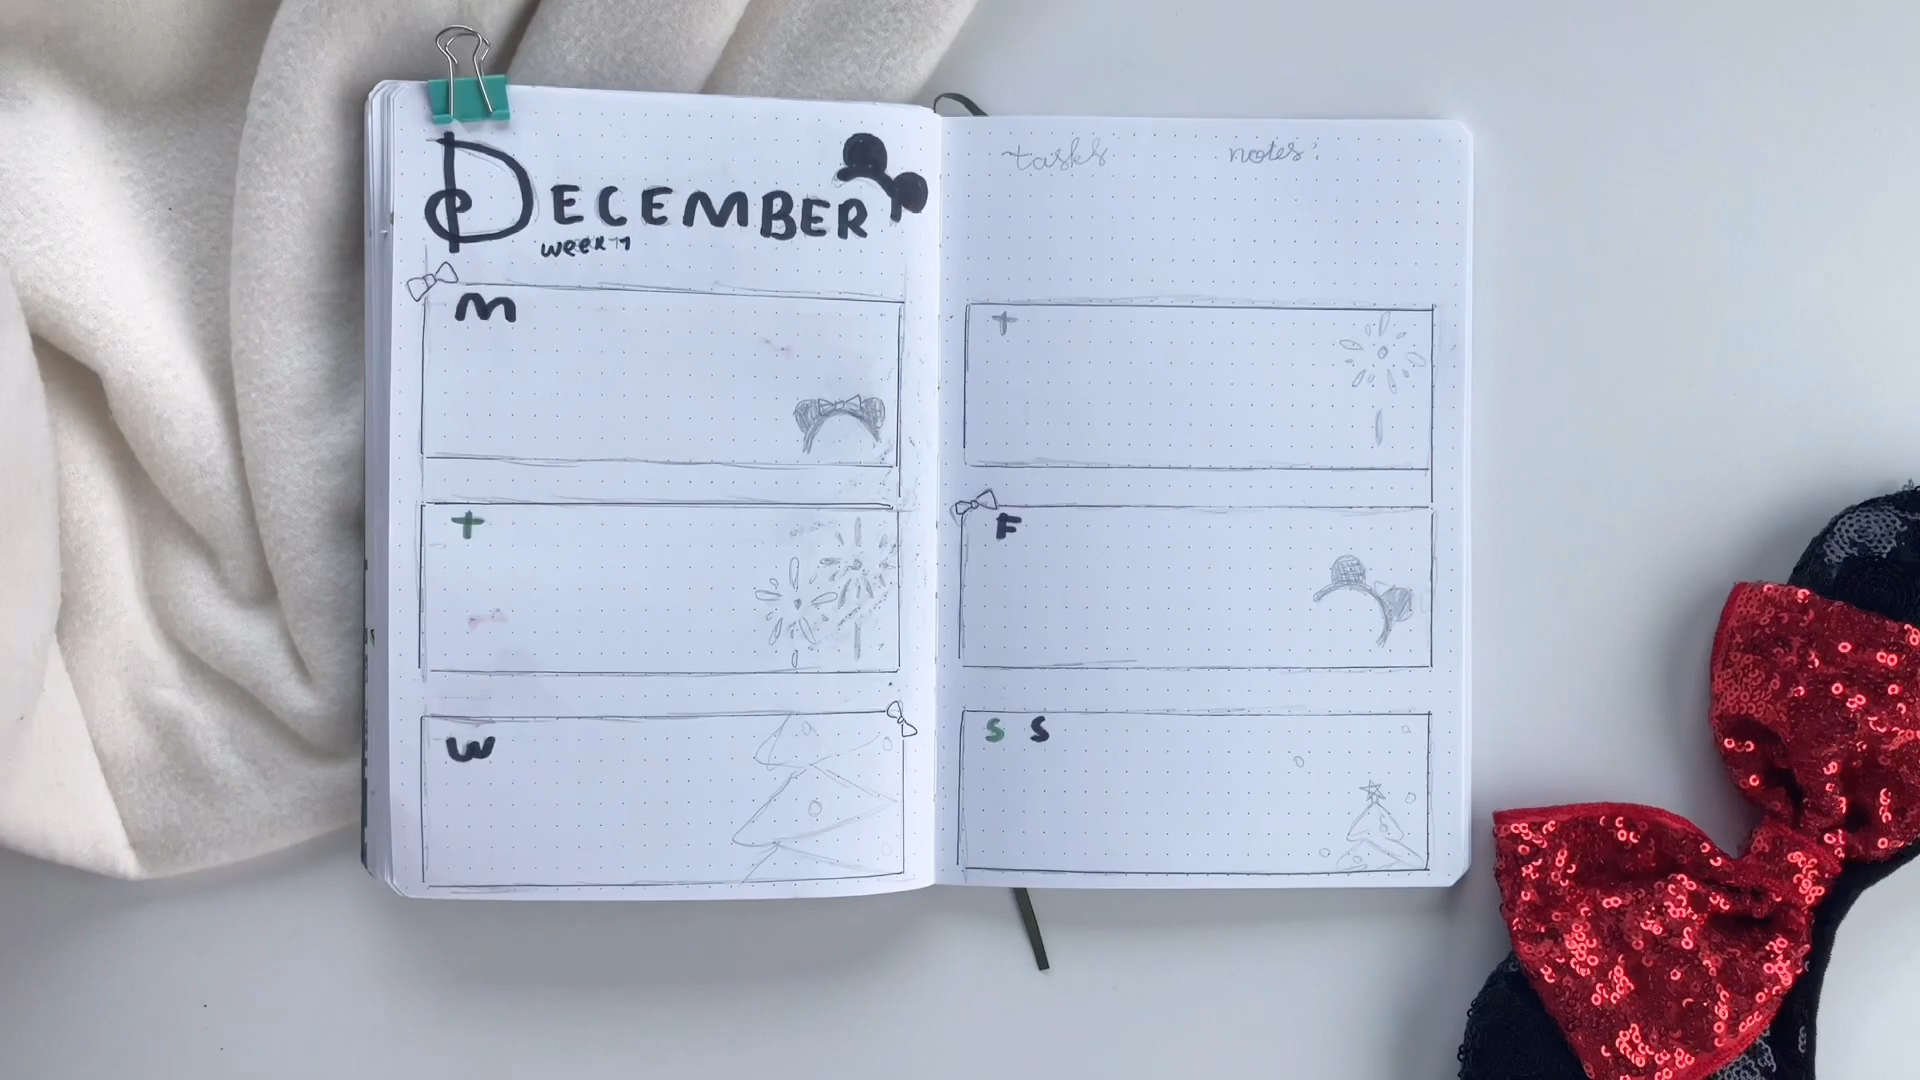 DECEMBER
week 1
M
T
W
tasks
notes:
T
F
S S